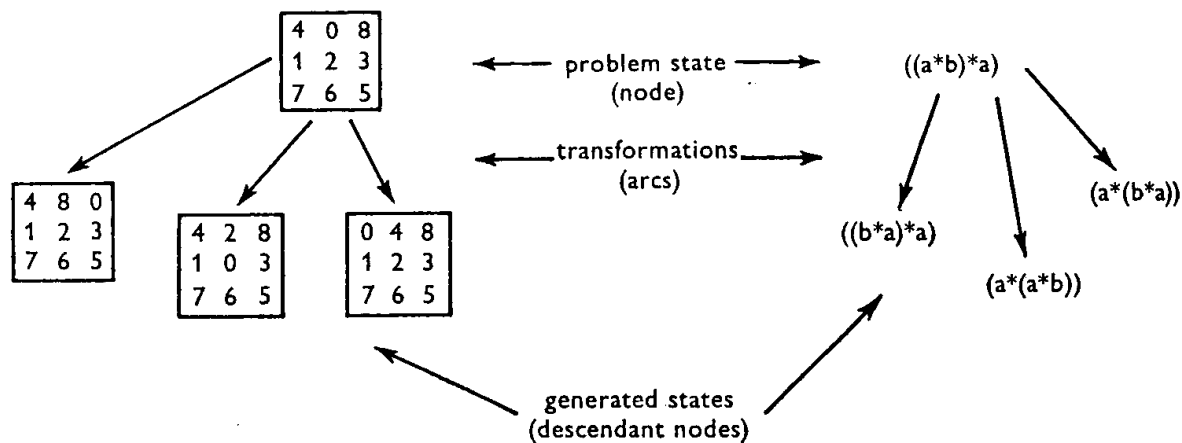 4 0 8
1 2 3
7 6 5
problem state
(node)
((a*b)*a)
transformations
(arcs)
(a*(b*a))
4 8 0
1 2 3
7 6 5
4 2 8
1 0 3
7 6 5
0 4 8
1 2 3
7 6 5
((b*a)*a)
(a*(a*b))
generated states
(descendant nodes)